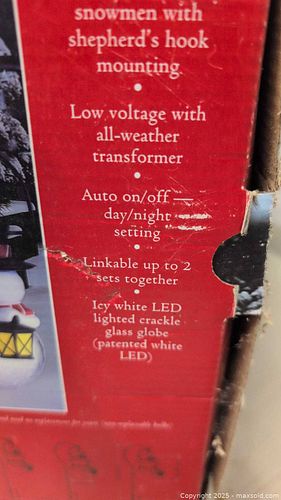 snowmen with
shepherd's hook
mounting
•
Low voltage with
all-weather
transformer
•
Auto on/off —
day/night
setting
•
Linkable up to 2
sets together
•
Icy white LED
lighted crackle
glass globe
(patented white
LED)
Copyright 2025 - maxsold.com